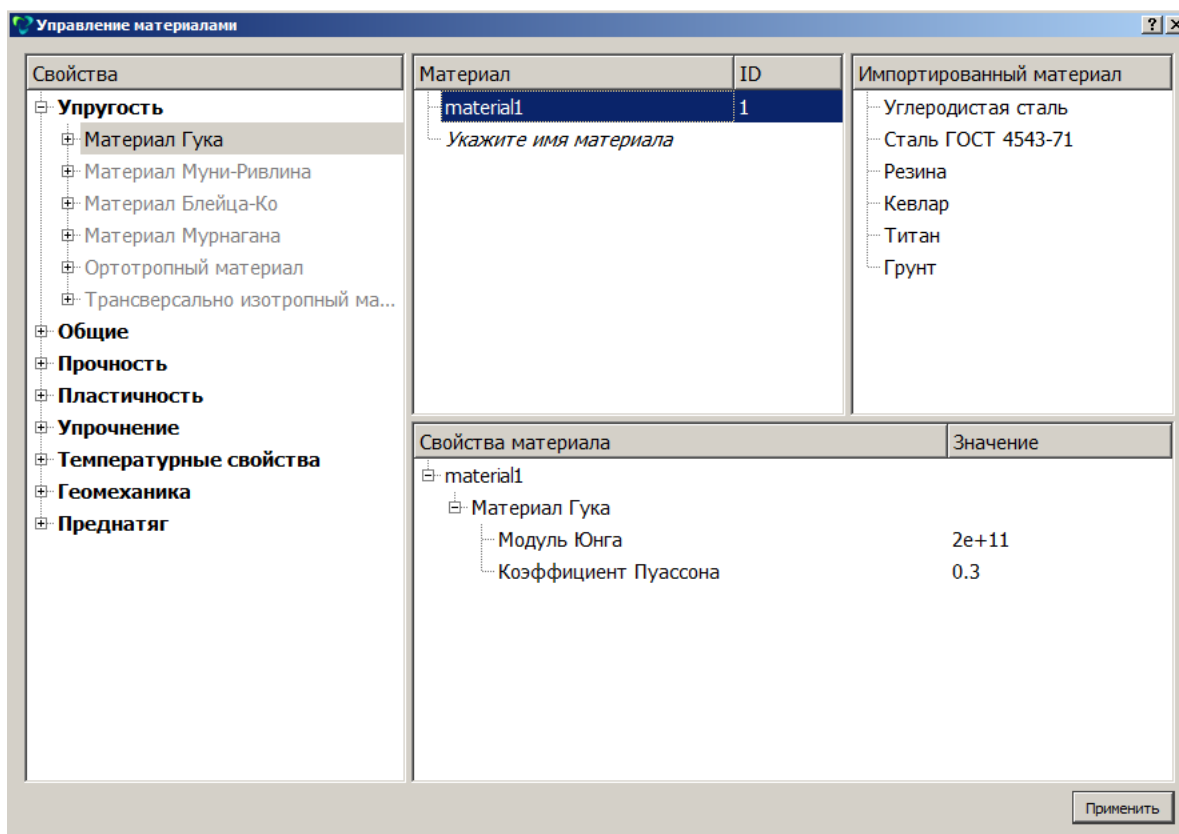 Управление материалами
Свойства
Упругость
Материал Гука
Материал Муни-Ривлина
Материал Блейца-Ко
Материал Мурнагана
Ортотропный материал
Трансверсально изотропный ма...
Общие
Прочность
Пластичность
Упрочнение
Температурные свойства
Геомеханика
Преднатяг
Материал ID
material1 1
Укажите имя материала
Импортированный материал
Углеродистая сталь
Сталь ГОСТ 4543-71
Резина
Кевлар
Титан
Грунт
Свойства материала Значение
material1
Материал Гука
Модуль Юнга 2e+11
Коэффициент Пуассона 0.3
Применить